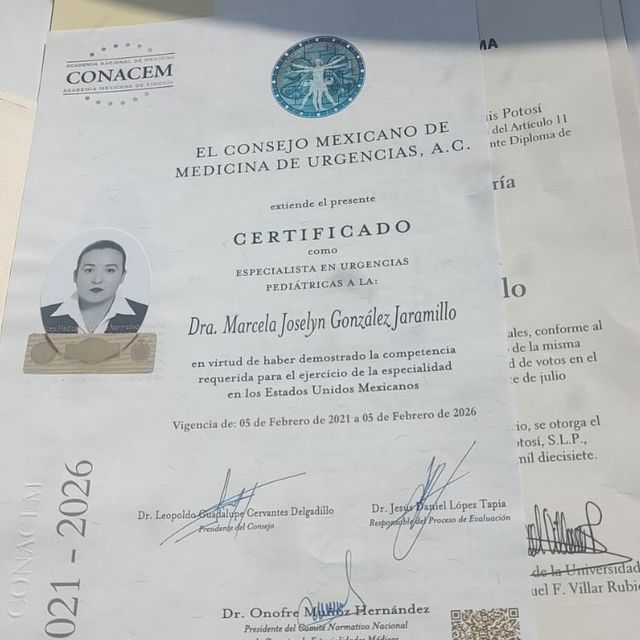 ACADEMIA NACIONAL DE MEDICINA
CONACEM
ACADEMIA MEXICANA DE CIRUGÍA
EL CONSEJO MEXICANO DE
MEDICINA DE URGENCIAS, A.C.
extiende el presente
CERTIFICADO
como
ESPECIALISTA EN URGENCIAS
PEDIÁTRICAS A LA:
Dra. Marcela Joselyn González Jaramillo
en virtud de haber demostrado la competencia
requerida para el ejercicio de la especialidad
en los Estados Unidos Mexicanos
Vigencia de: 05 de Febrero de 2021 a 05 de Febrero de 2026
Dr. Leopoldo Guadalupe Cervantes Delgadillo
Presidente del Consejo
Dr. Jesús Daniel López Tapia
Responsable del Proceso de Evaluación
Dr. Onofre Muñoz Hernández
Presidente del Comité Normativo Nacional
CONACEM
021 - 2026
MA
is Potosí
del Artículo 11
nte Diploma de
ría
lo
ales, conforme al
de la misma
d de votos en el
te de julio
io, se otorga el
otosí, S.L.P.,
mil diecisiete.
de la Universidad
uel F. Villar Rubio